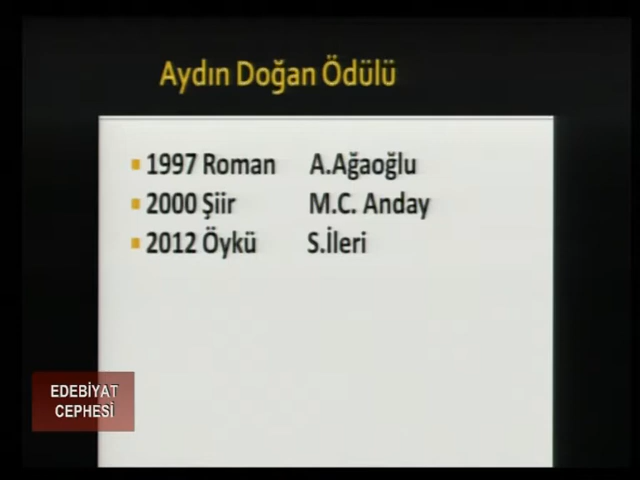 Aydın Doğan Ödülü
1997 Roman A.Ağaoğlu
2000 Şiir M.C. Anday
2012 Öykü S.İleri
EDEBİYAT
CEPHESİ